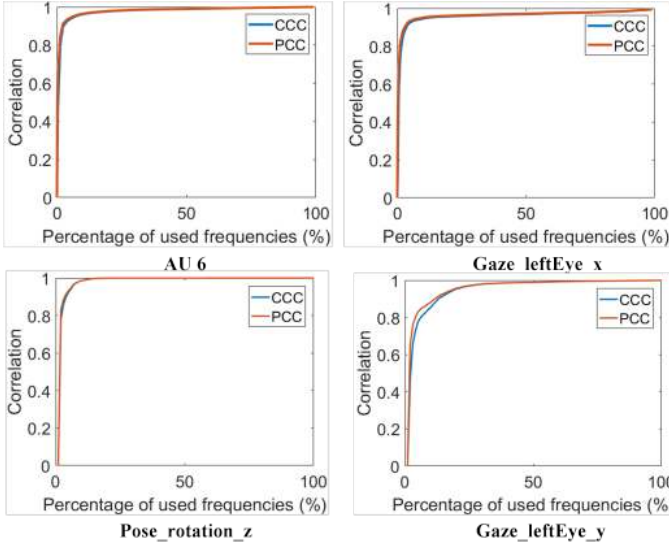 1
0.8
0.6
0.4
0.2
0
Correlation
CCC
PCC
0 50 100
Percentage of used frequencies (%)
AU 6
1
0.8
0.6
0.4
0.2
0
Correlation
CCC
PCC
0 50 100
Percentage of used frequencies (%)
Gaze_leftEye_x
1
0.8
0.6
0.4
0.2
0
Correlation
CCC
PCC
0 50 100
Percentage of used frequencies (%)
Pose_rotation_z
1
0.8
0.6
0.4
0.2
0
Correlation
CCC
PCC
0 50 100
Percentage of used frequencies (%)
Gaze_leftEye_y